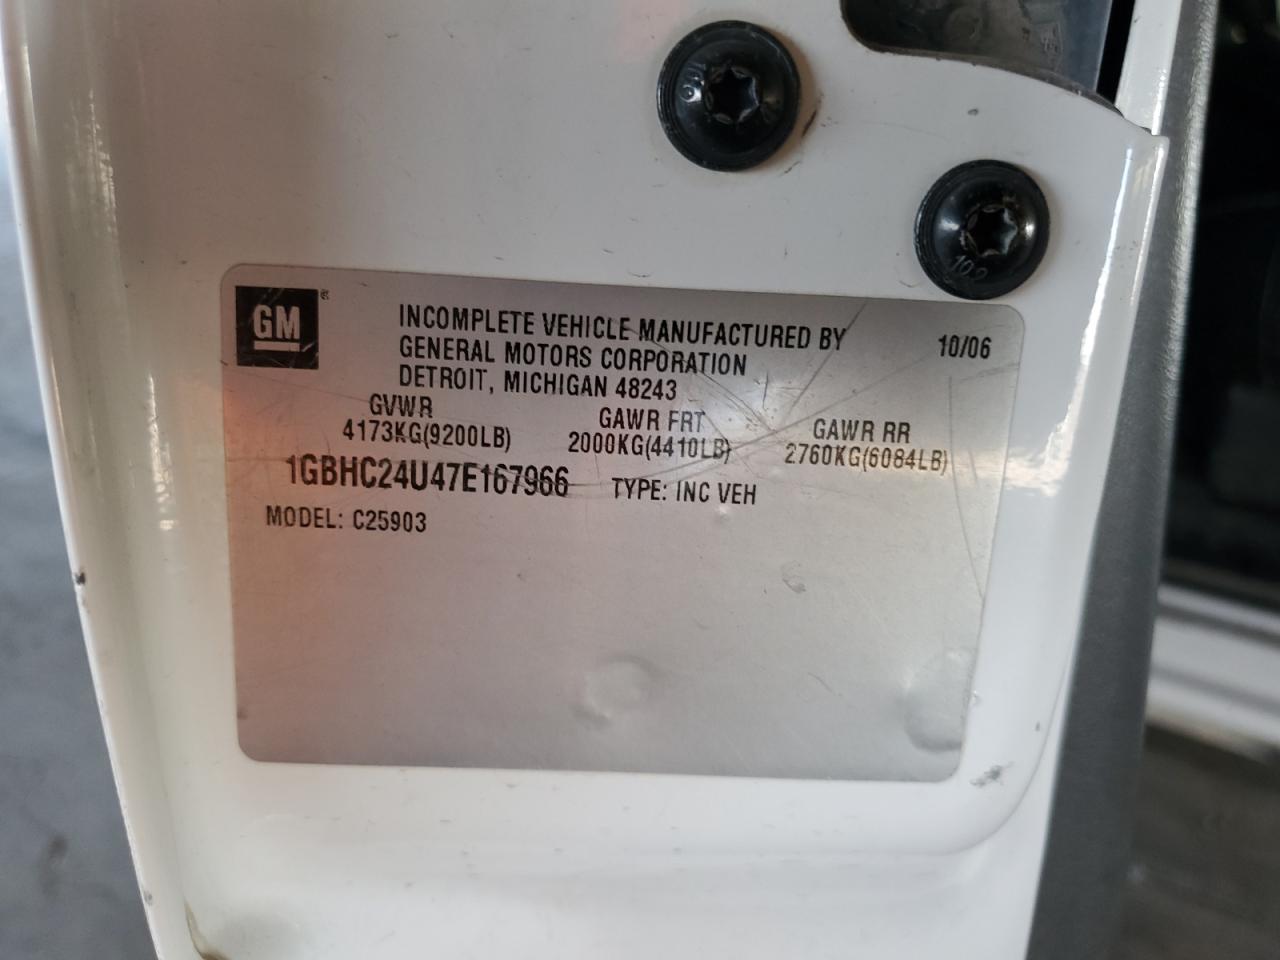 GM
INCOMPLETE VEHICLE MANUFACTURED BY
10/06
GENERAL MOTORS CORPORATION
DETROIT, MICHIGAN 48243
GVWR GAWR FRT GAWR RR
4173KG(9200LB) 2000KG(4410LB) 2760KG(6084LB)
1GBHC24U47E167966 TYPE: INC VEH
MODEL: C25903